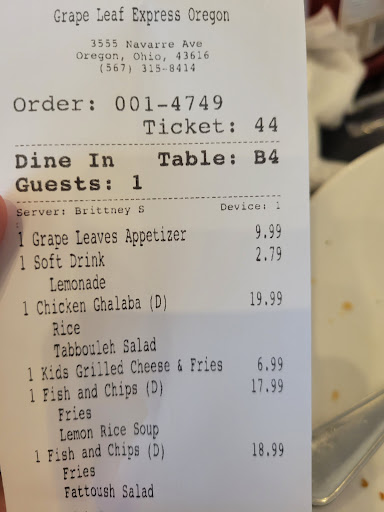 Grape Leaf Express Oregon
3555 Navarre Ave
Oregon, Ohio, 43616
(567) 315-8414
Order: 001-4749
Ticket: 44
Dine In Table: B4
Guests: 1
Server: Brittney S Device: 1
1 Grape Leaves Appetizer 9.99
1 Soft Drink 2.79
Lemonade
1 Chicken Ghalaba (D) 19.99
Rice
Tabbouleh Salad
1 Kids Grilled Cheese & Fries 6.99
1 Fish and Chips (D) 17.99
Fries
Lemon Rice Soup
1 Fish and Chips (D) 18.99
Fries
Fattoush Salad